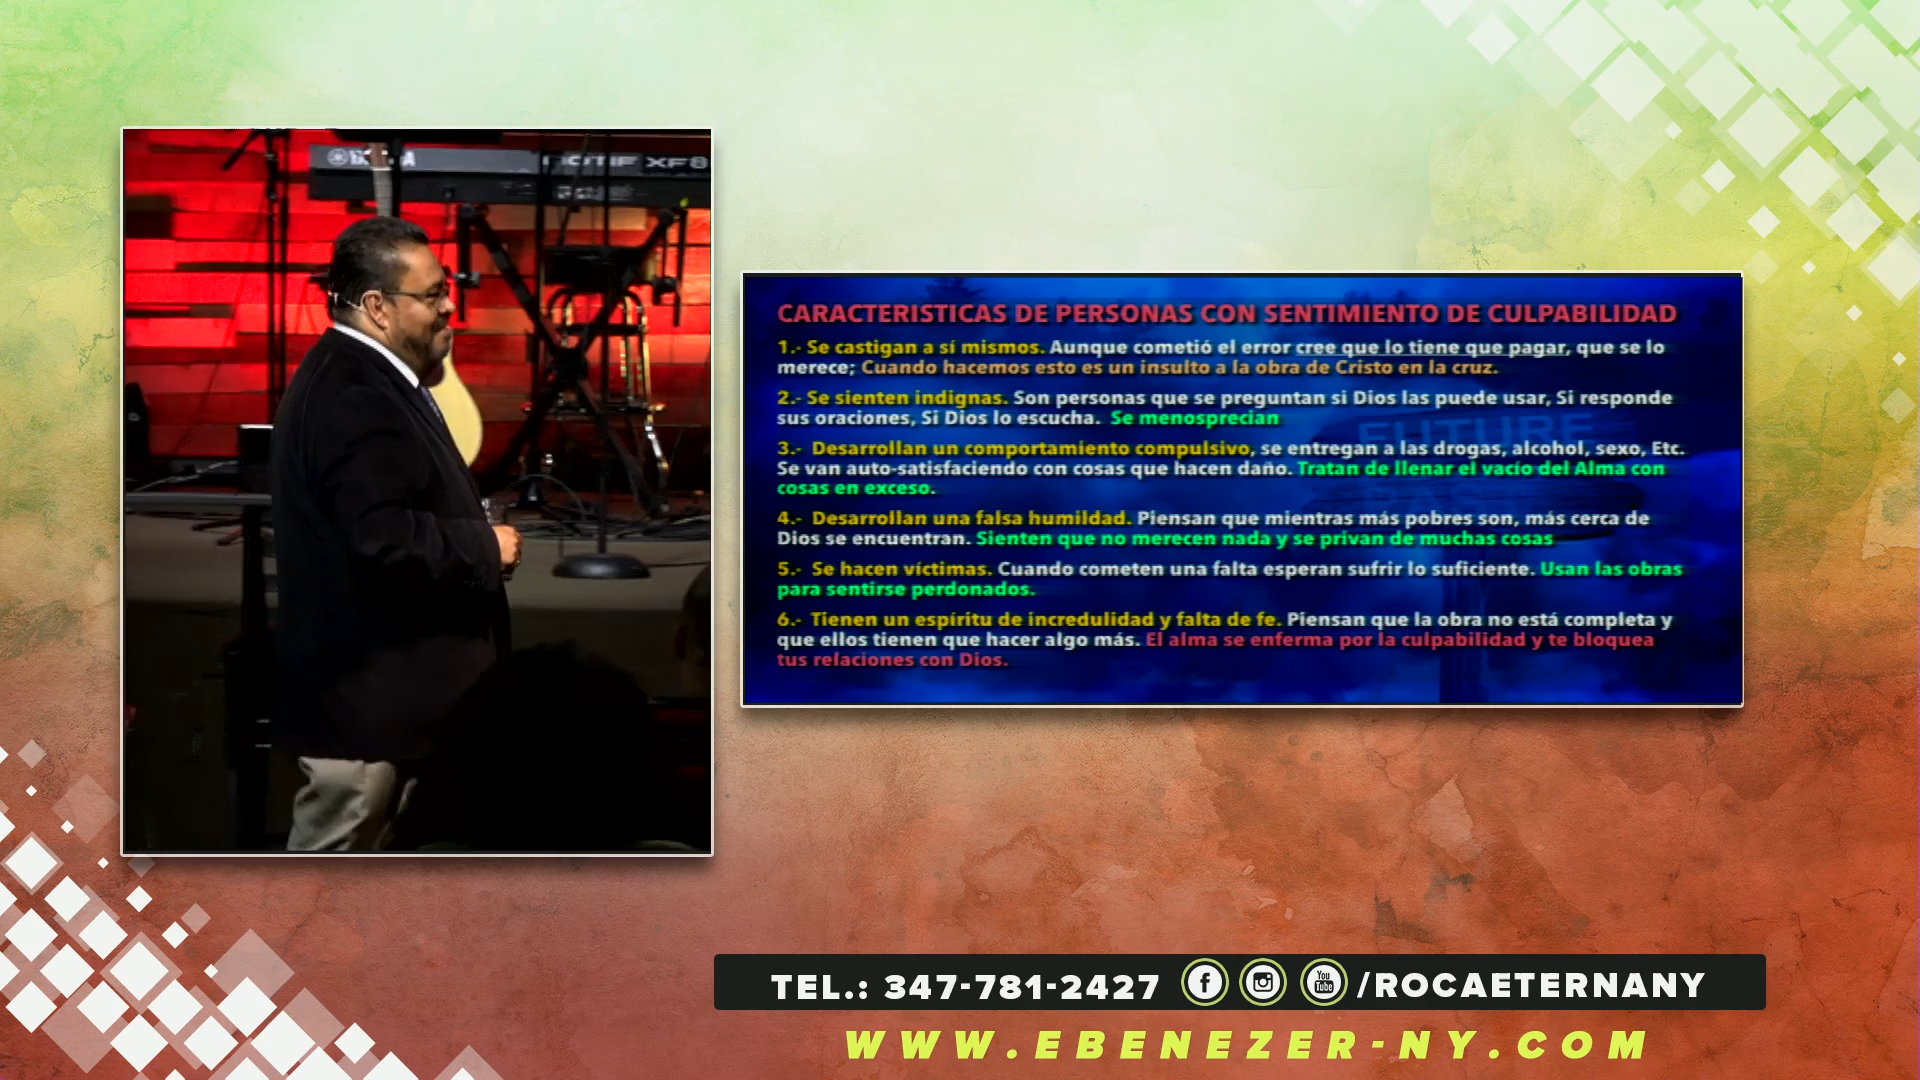 XF8
CARACTERISTICAS DE PERSONAS CON SENTIMIENTO DE CULPABILIDAD
1.- Se castigan a sí mismos. Aunque cometió el error cree que lo tiene que pagar, que se lo
merece; Cuando hacemos esto es un insulto a la obra de Cristo en la cruz.
2.- Se sienten indignas. Son personas que se preguntan si Dios las puede usar, Si responde
sus oraciones, Si Dios lo escucha. Se menosprecian
3.- Desarrollan un comportamiento compulsivo, se entregan a las drogas, alcohol, sexo, Etc.
Se van auto-satisfaciendo con cosas que hacen daño. Tratan de llenar el vacío del Alma con
cosas en exceso.
4.- Desarrollan una falsa humildad. Piensan que mientras más pobres son, más cerca de
Dios se encuentran. Sienten que no merecen nada y se privan de muchas cosas
5.- Se hacen víctimas. Cuando cometen una falta esperan sufrir lo suficiente. Usan las obras
para sentirse perdonados.
6.- Tienen un espíritu de incredulidad y falta de fe. Piensan que la obra no está completa y
que ellos tienen que hacer algo más. El alma se enferma por la culpabilidad y te bloquea
tus relaciones con Dios.
FUTURE
TEL.: 347-781-2427 f You Tube /ROCAETERNANY
WWW.EBENEZER-NY.COM